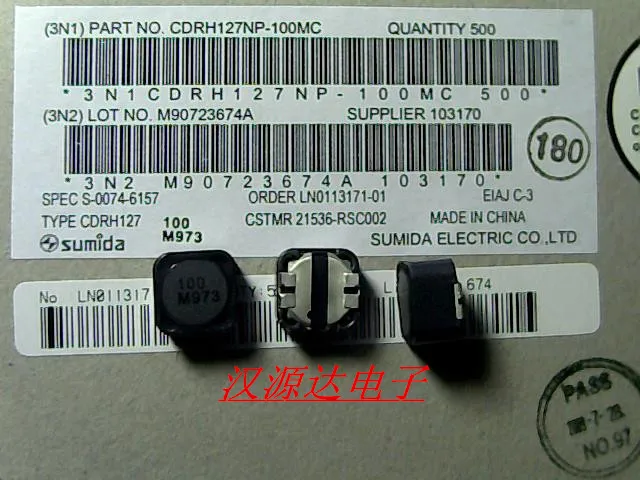 (3N1) PART NO. CDRH127NP-100MC QUANTITY 500
*3N1CDRH127NP-100MC 500*
(3N2) LOT NO. M90723674A SUPPLIER 103170
*3N2 M90723674A 103170*
180
SPEC S-0074-6157 ORDER LN0113171-01 EIAJ C-3
TYPE CDRH127 100 CSTMR 21536-RSC002 MADE IN CHINA
M973
sumida SUMIDA ELECTRIC CO.,LTD
No LN011317 674
100
M973
汉源达电子
PASS
NO.97